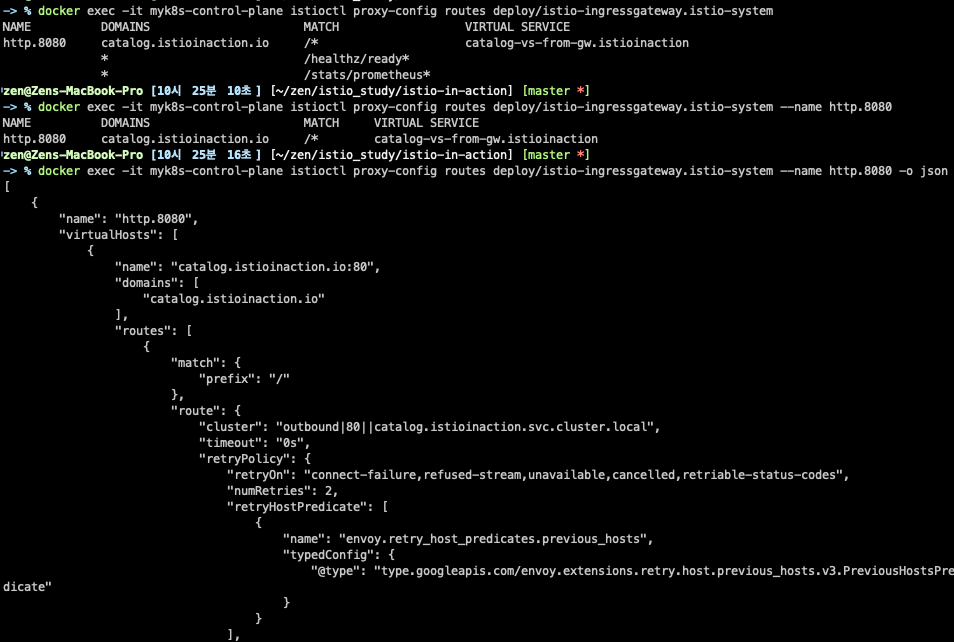 -> % docker exec -it myk8s-control-plane istioctl proxy-config routes deploy/istio-ingressgateway.istio-system
NAME          DOMAINS                     MATCH                  VIRTUAL SERVICE
http.8080     catalog.istioinaction.io     /*                     catalog-vs-from-gw.istioinaction
              *                           /healthz/ready*
              *                           /stats/prometheus*
zen@Zens-MacBook-Pro [10시 25분 10초] [~/zen/istio_study/istio-in-action] [master *]
-> % docker exec -it myk8s-control-plane istioctl proxy-config routes deploy/istio-ingressgateway.istio-system --name http.8080
NAME          DOMAINS                     MATCH     VIRTUAL SERVICE
http.8080     catalog.istioinaction.io     /*        catalog-vs-from-gw.istioinaction
zen@Zens-MacBook-Pro [10시 25분 16초] [~/zen/istio_study/istio-in-action] [master *]
-> % docker exec -it myk8s-control-plane istioctl proxy-config routes deploy/istio-ingressgateway.istio-system --name http.8080 -o json
[
    {
        "name": "http.8080",
        "virtualHosts": [
            {
                "name": "catalog.istioinaction.io:80",
                "domains": [
                    "catalog.istioinaction.io"
                ],
                "routes": [
                    {
                        "match": {
                            "prefix": "/"
                        },
                        "route": {
                            "cluster": "outbound|80||catalog.istioinaction.svc.cluster.local",
                            "timeout": "0s",
                            "retryPolicy": {
                                "retryOn": "connect-failure,refused-stream,unavailable,cancelled,retriable-status-codes",
                                "numRetries": 2,
                                "retryHostPredicate": [
                                    {
                                        "name": "envoy.retry_host_predicates.previous_hosts",
                                        "typedConfig": {
                                            "@type": "type.googleapis.com/envoy.extensions.retry.host.previous_hosts.v3.PreviousHostsPre
dicate"
                                        }
                                    }
                                ],